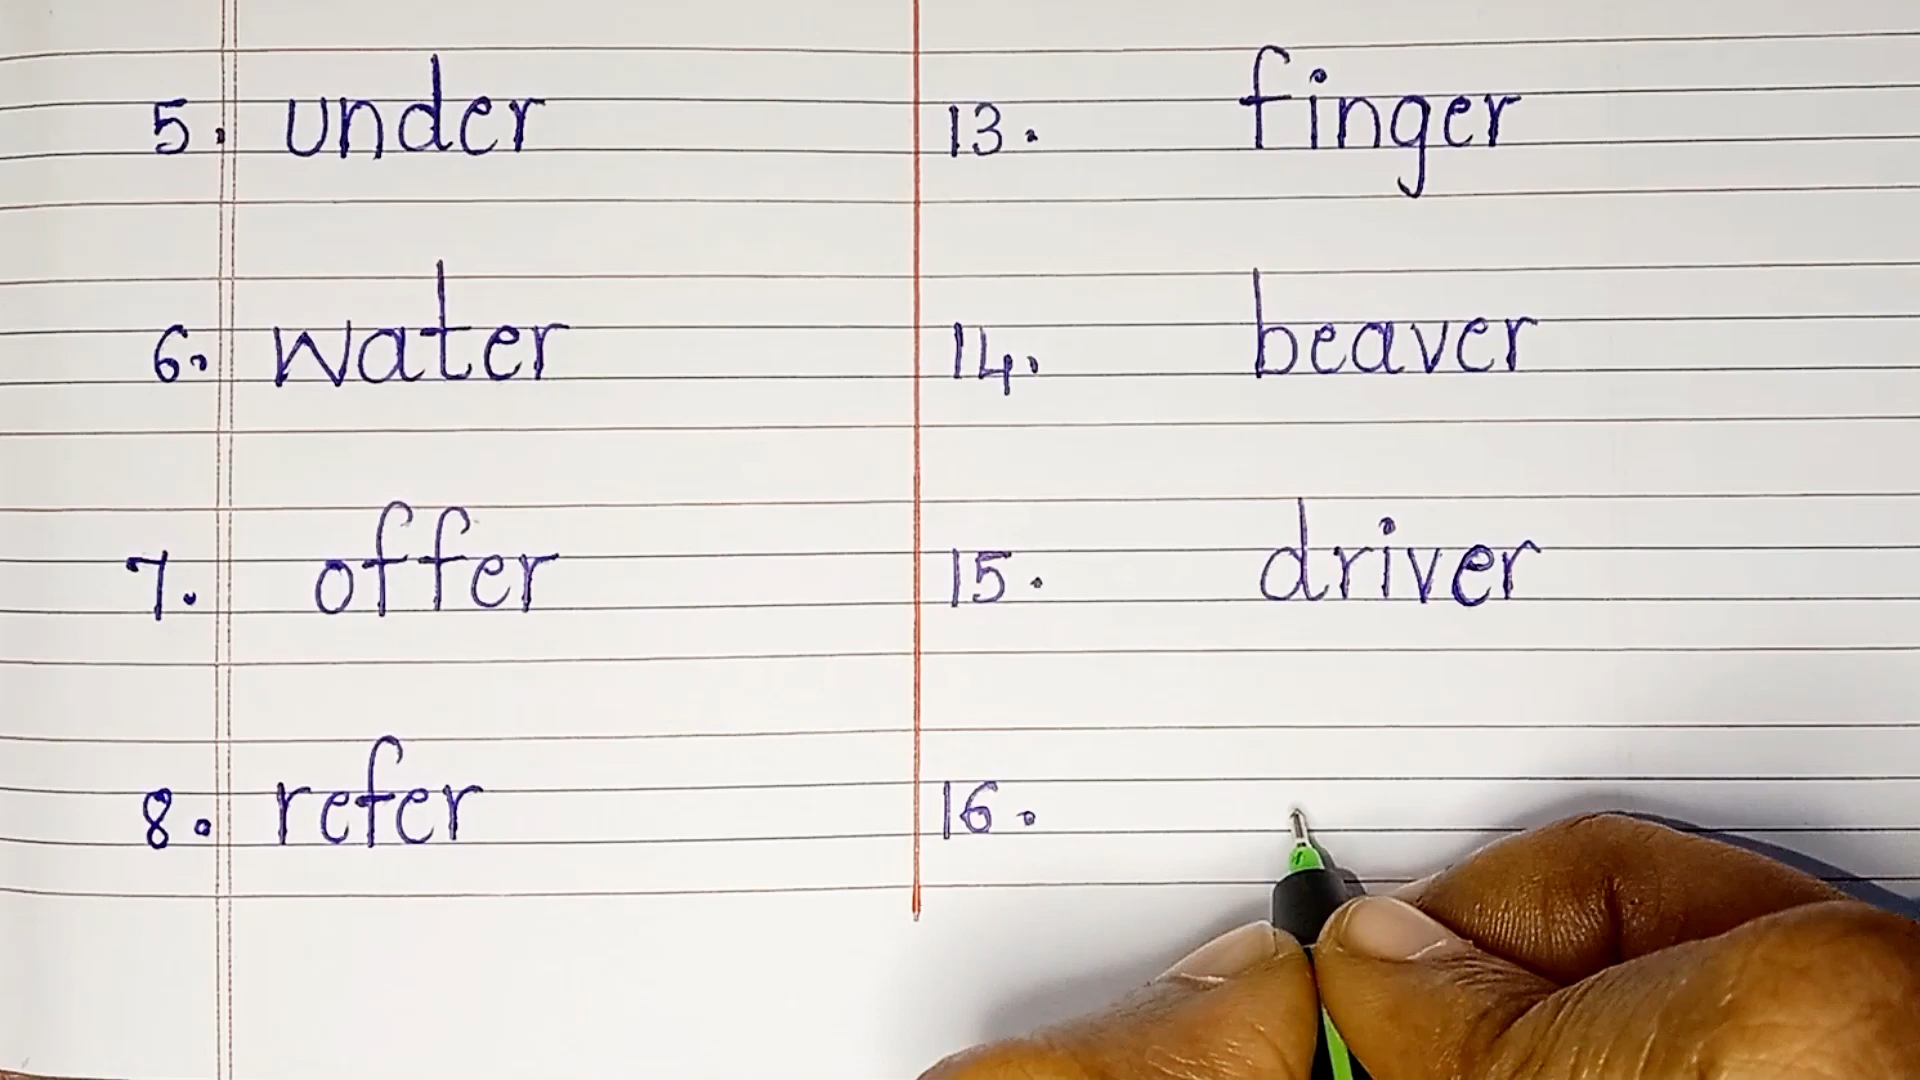 5. under
6. water
7. offer
8. refer
13. finger
14. beaver
15. driver
16.